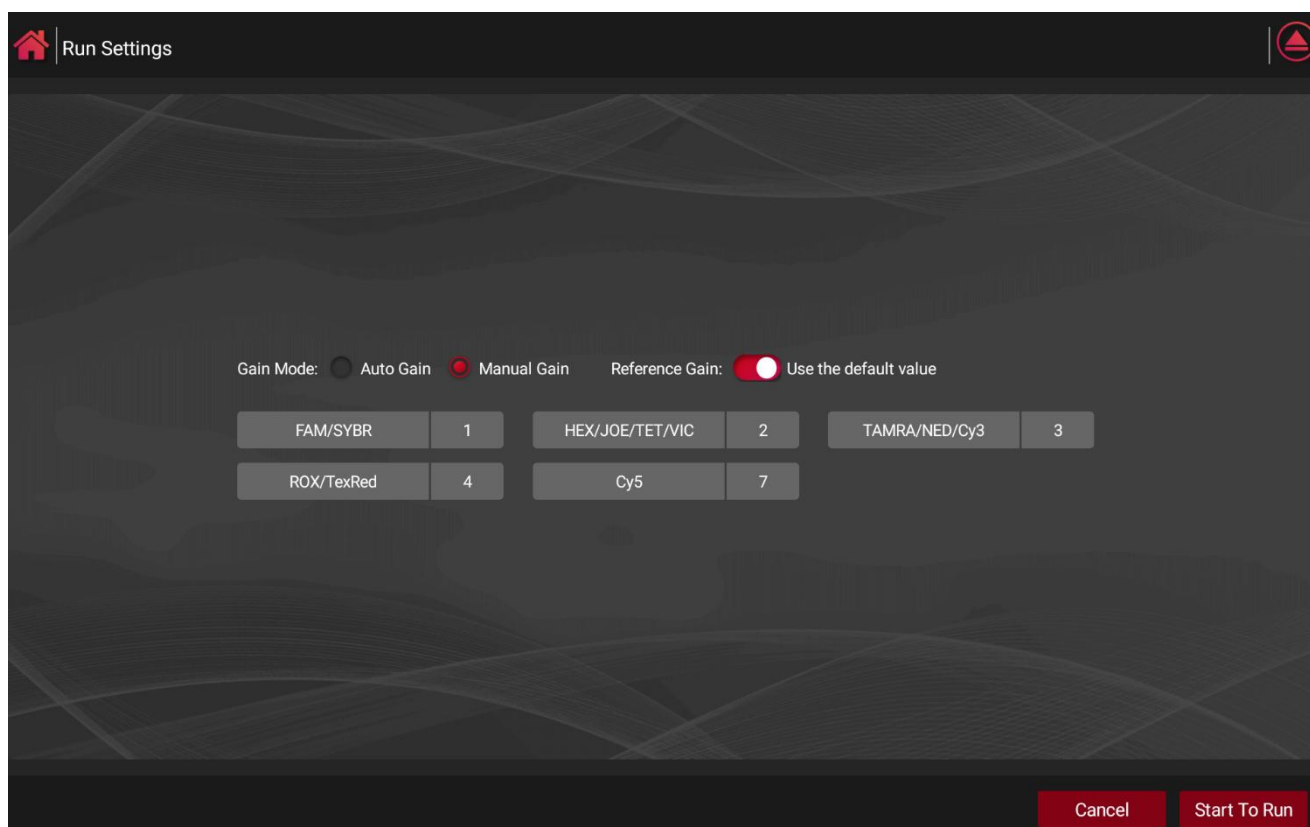 Run Settings
Gain Mode: Auto Gain Manual Gain Reference Gain: Use the default value
FAM/SYBR 1 HEX/JOE/TET/VIC 2 TAMRA/NED/Cy3 3
ROX/TexRed 4 Cy5 7
Cancel Start To Run